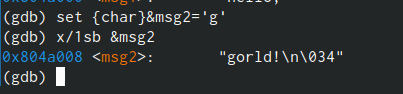 (gdb) set {char}&msg2='g'
(gdb) x/1sb &msg2
0x804a008 <msg2>:        "gorld!\n\034"
(gdb)